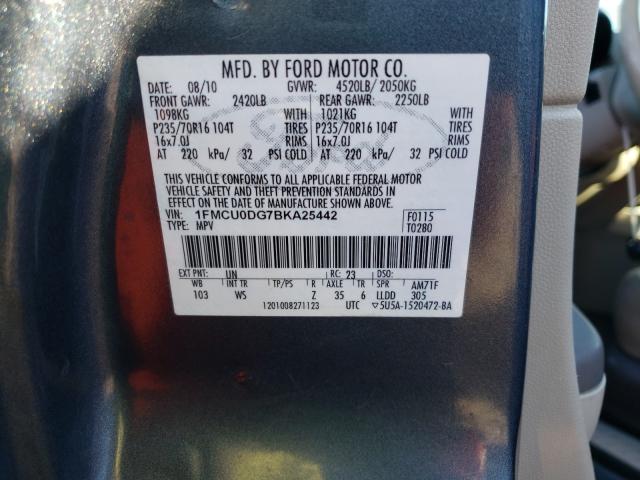 MFD. BY FORD MOTOR CO.
DATE: 08/10 GVWR: 4520LB/ 2050KG
FRONT GAWR: 2420LB REAR GAWR: 2250LB
1098KG WITH 1021KG WITH
P235/70R16 104T TIRES P235/70R16 104T TIRES
16x7.0J RIMS 16x7.0J RIMS
AT 220 kPa/ 32 PSI COLD AT 220 kPa/ 32 PSI COLD
THIS VEHICLE CONFORMS TO ALL APPLICABLE FEDERAL MOTOR
VEHICLE SAFETY AND THEFT PREVENTION STANDARDS IN
EFFECT ON THE DATE OF MANUFACTURE SHOWN ABOVE.
VIN: 1FMCU0DG7BKA25442 F0115
TYPE: MPV T0280
EXT PNT: UN RC: 23 DSO:
WB INT TR TP/PS R AXLE TR SPR AM71F
103 WS Z 35 6 LLDD 305
1201008271123 UTC ▽5U5A-1520472-BA
Ford